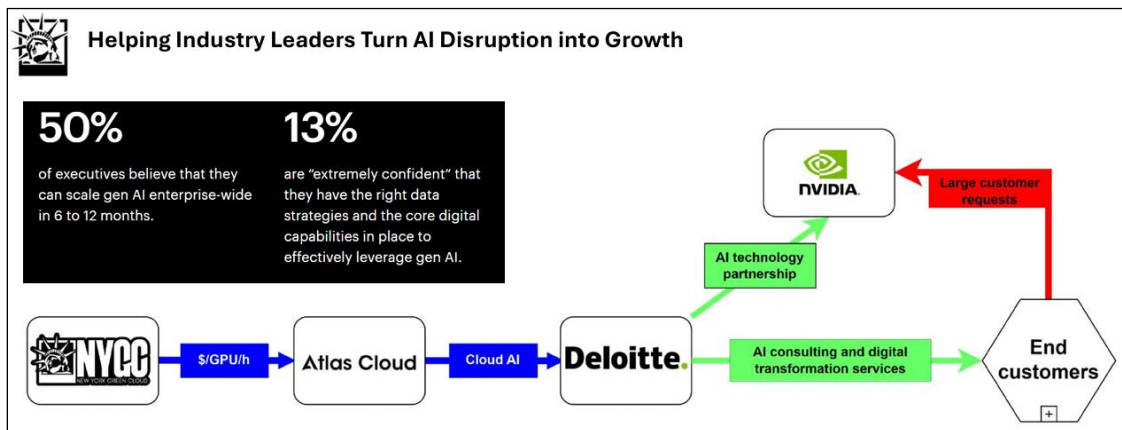 Helping Industry Leaders Turn AI Disruption into Growth
50%
of executives believe that they
can scale gen AI enterprise-wide
in 6 to 12 months.
13%
are “extremely confident” that
they have the right data
strategies and the core digital
capabilities in place to
effectively leverage gen AI.
NVIDIA.
Large customer
requests
AI technology
partnership
NYGC
NEW YORK GREEN CLOUD
$/GPU/h
Atlas Cloud
Cloud AI
Deloitte.
AI consulting and digital
transformation services
End
customers
+